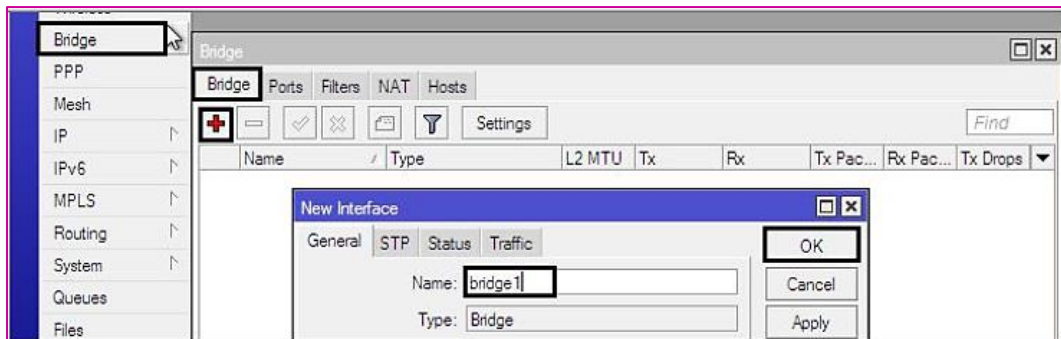 Bridge
PPP
Mesh
IP
IPv6
MPLS
Routing
System
Queues
Files
Bridge
Bridge Ports Filters NAT Hosts
Settings Find
Name / Type L2 MTU Tx Rx Tx Pac... Rx Pac... Tx Drops
New Interface
General STP Status Traffic
Name: bridge1
Type: Bridge
OK
Cancel
Apply